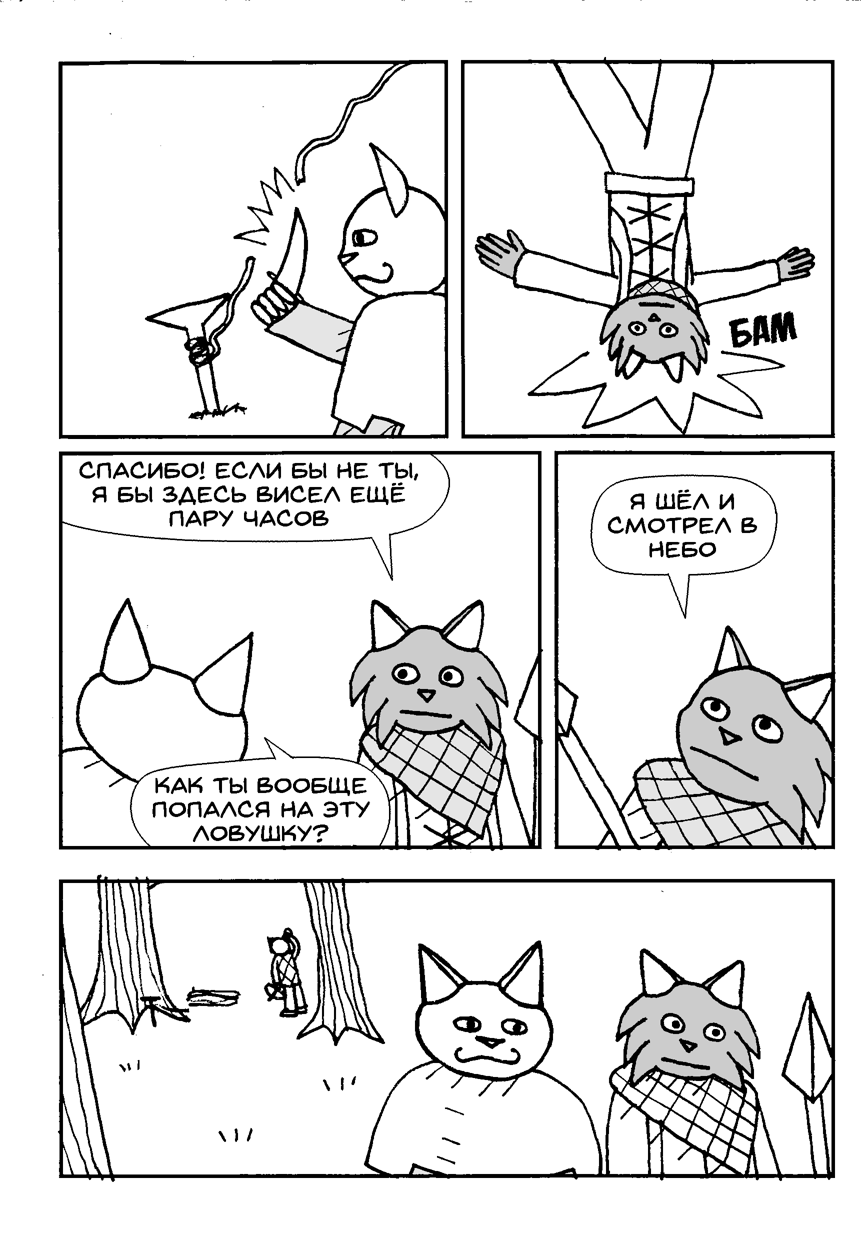 БАМ
СПАСИБО! ЕСЛИ БЫ НЕ ТЫ,
Я БЫ ЗДЕСЬ ВИСЕЛ ЕЩЁ
ПАРУ ЧАСОВ
КАК ТЫ ВООБЩЕ
ПОПАЛСЯ НА ЭТУ
ЛОВУШКУ?
Я ШЁЛ И
СМОТРЕЛ В
НЕБО